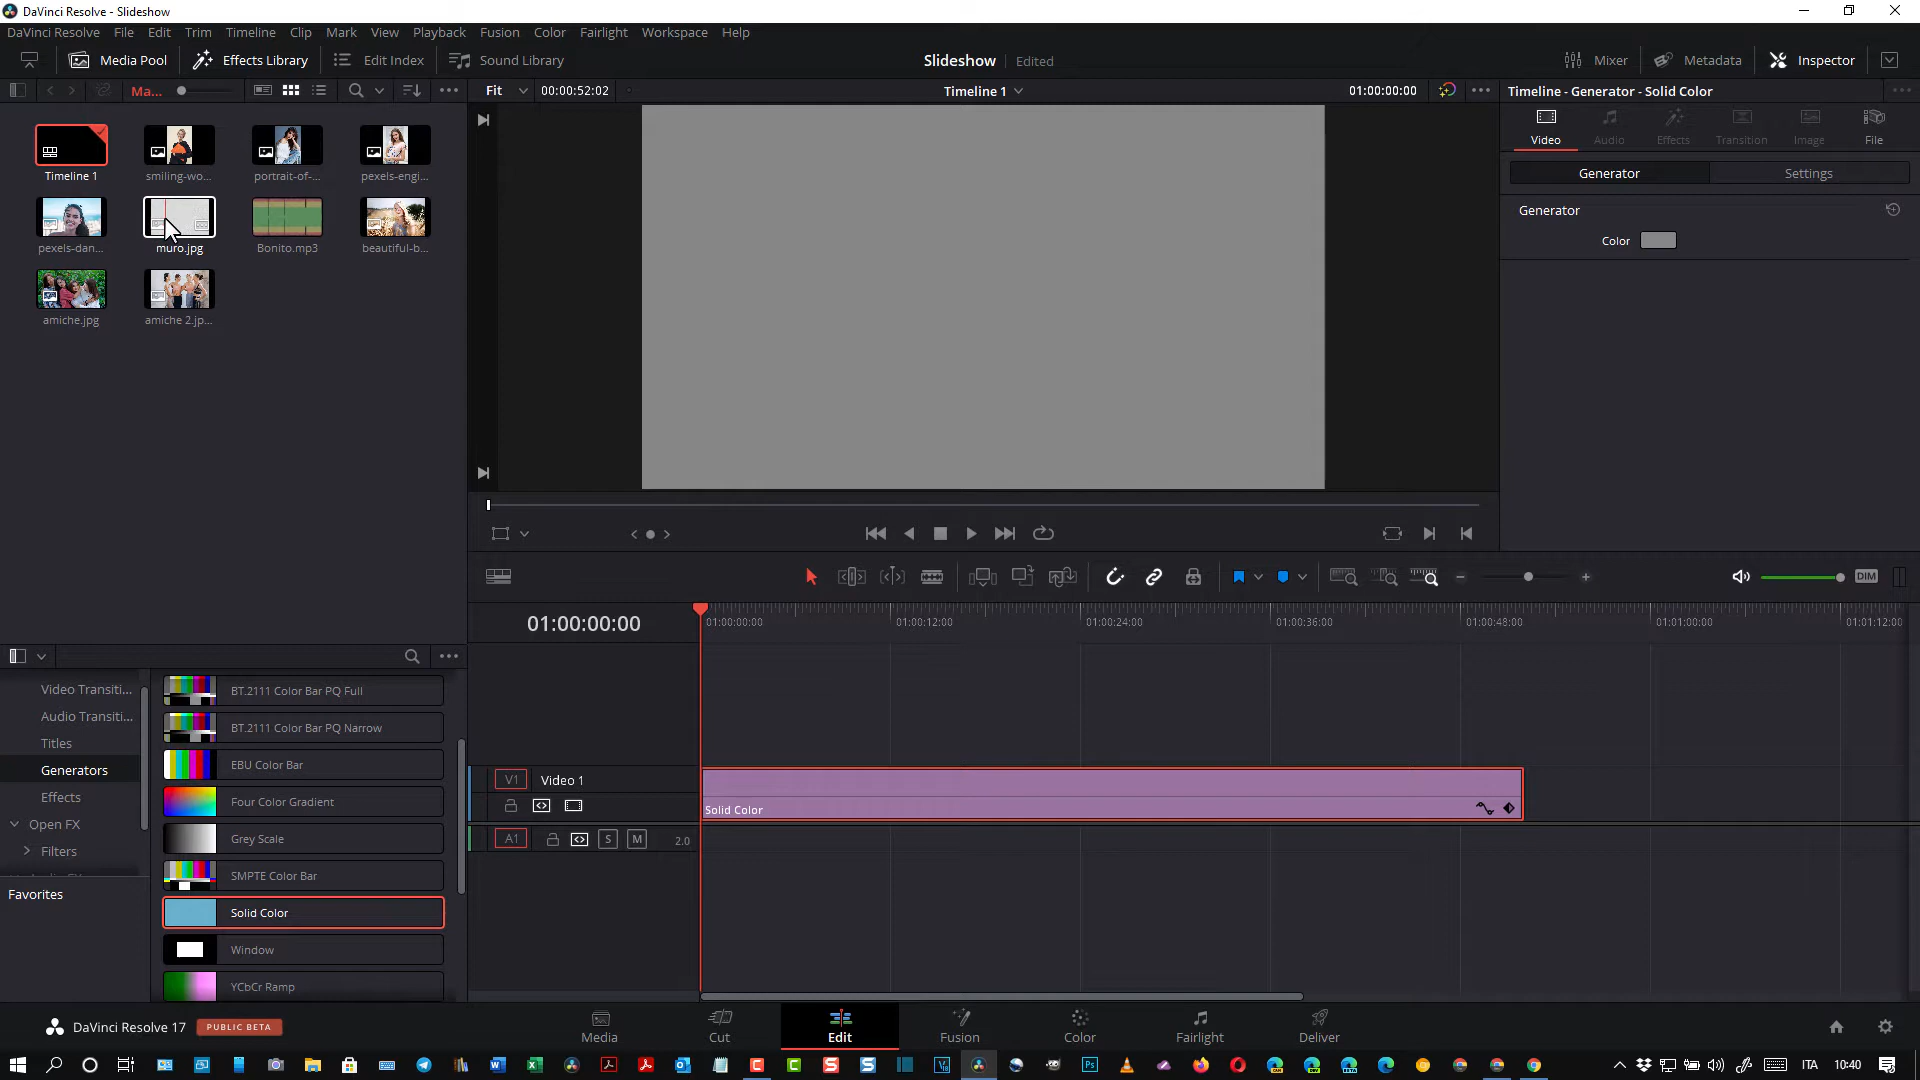 DaVinci Resolve - Slideshow
DaVinci Resolve File Edit Trim Timeline Clip Mark View Playback Fusion Color Fairlight Workspace Help
Media Pool Effects Library Edit Index Sound Library Slideshow Edited Mixer Metadata Inspector
Ma... Fit 00:00:52:02 Timeline 1 01:00:00:00 Timeline - Generator - Solid Color
Video Audio Effects Transition Image File
Timeline 1 smiling-wo... portrait-of-... pexels-engi...
Generator Settings
Generator
Color
pexels-dan... muro.jpg Bonito.mp3 beautiful-b...
amiche.jpg amiche 2.jp...
DIM
01:00:00:00 01:00:00:00 01:00:12:00 01:00:24:00 01:00:36:00 01:00:48:00 01:01:00:00 01:01:12:00
Video Transiti...
Audio Transiti...
Titles
Generators
Effects
Open FX
Filters
Favorites
BT.2111 Color Bar PQ Full
BT.2111 Color Bar PQ Narrow
EBU Color Bar
Four Color Gradient
Grey Scale
SMPTE Color Bar
Solid Color
Window
YCbCr Ramp
V1 Video 1
Solid Color
A1 S M 2.0
DaVinci Resolve 17 PUBLIC BETA
Media Cut Edit Fusion Color Fairlight Deliver
ITA 10:40